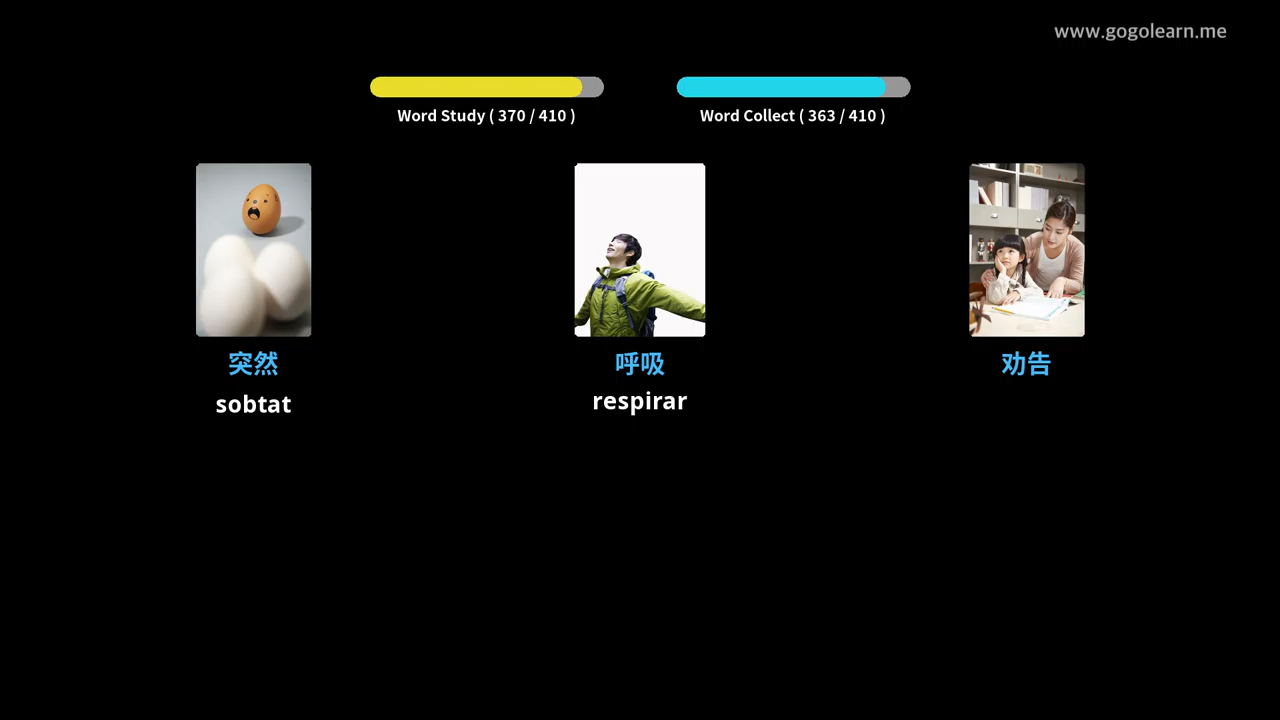 www.gogolearn.me
Word Study ( 370 / 410 )
Word Collect ( 363 / 410 )
突然
呼吸
劝告
sobtat
respirar